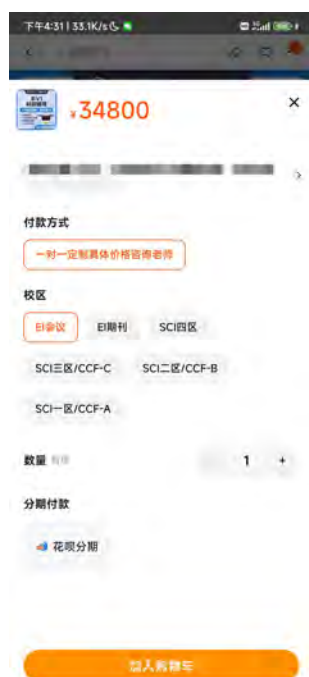 下午4:31 | 33.1K/s
¥34800
×
付款方式
一对一定制具体价格咨询老师
校区
EI会议 EI期刊 SCI四区
SCI三区/CCF-C SCI二区/CCF-B
SCI一区/CCF-A
数量 有货
1 +
分期付款
花呗分期
加入购物车